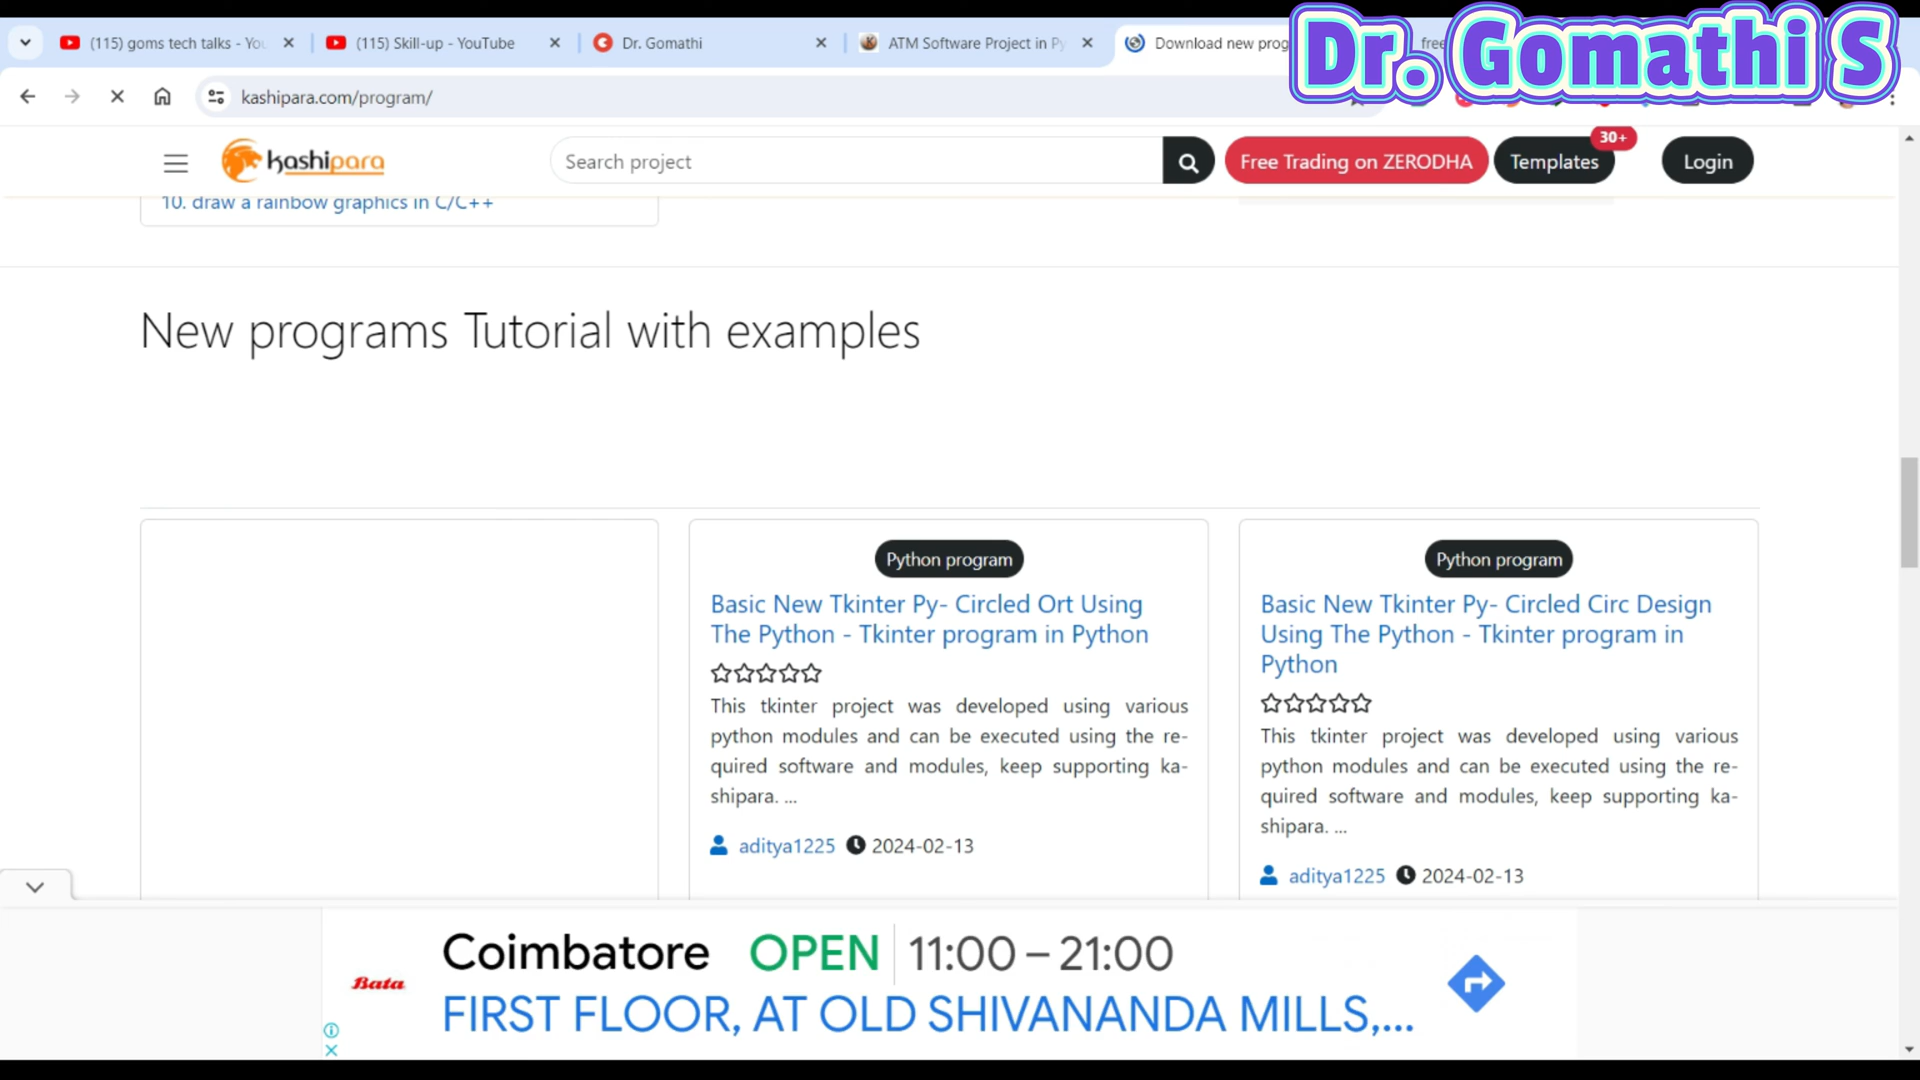 (115) goms tech talks - You
(115) Skill-up - YouTube
Dr. Gomathi
ATM Software Project in Py
Download new prog
free
Dr. Gomathi S
kashipara.com/program/
kashipara
Search project
Free Trading on ZERODHA
Templates
30+
Login
10. draw a rainbow graphics in C/C++
New programs Tutorial with examples
Python program
Basic New Tkinter Py- Circled Ort Using
The Python - Tkinter program in Python
This tkinter project was developed using various
python modules and can be executed using the re-
quired software and modules, keep supporting ka-
shipara. ...
aditya1225 2024-02-13
Python program
Basic New Tkinter Py- Circled Circ Design
Using The Python - Tkinter program in
Python
This tkinter project was developed using various
python modules and can be executed using the re-
quired software and modules, keep supporting ka-
shipara. ...
aditya1225 2024-02-13
Bata
Coimbatore OPEN 11:00 – 21:00
FIRST FLOOR, AT OLD SHIVANANDA MILLS,...